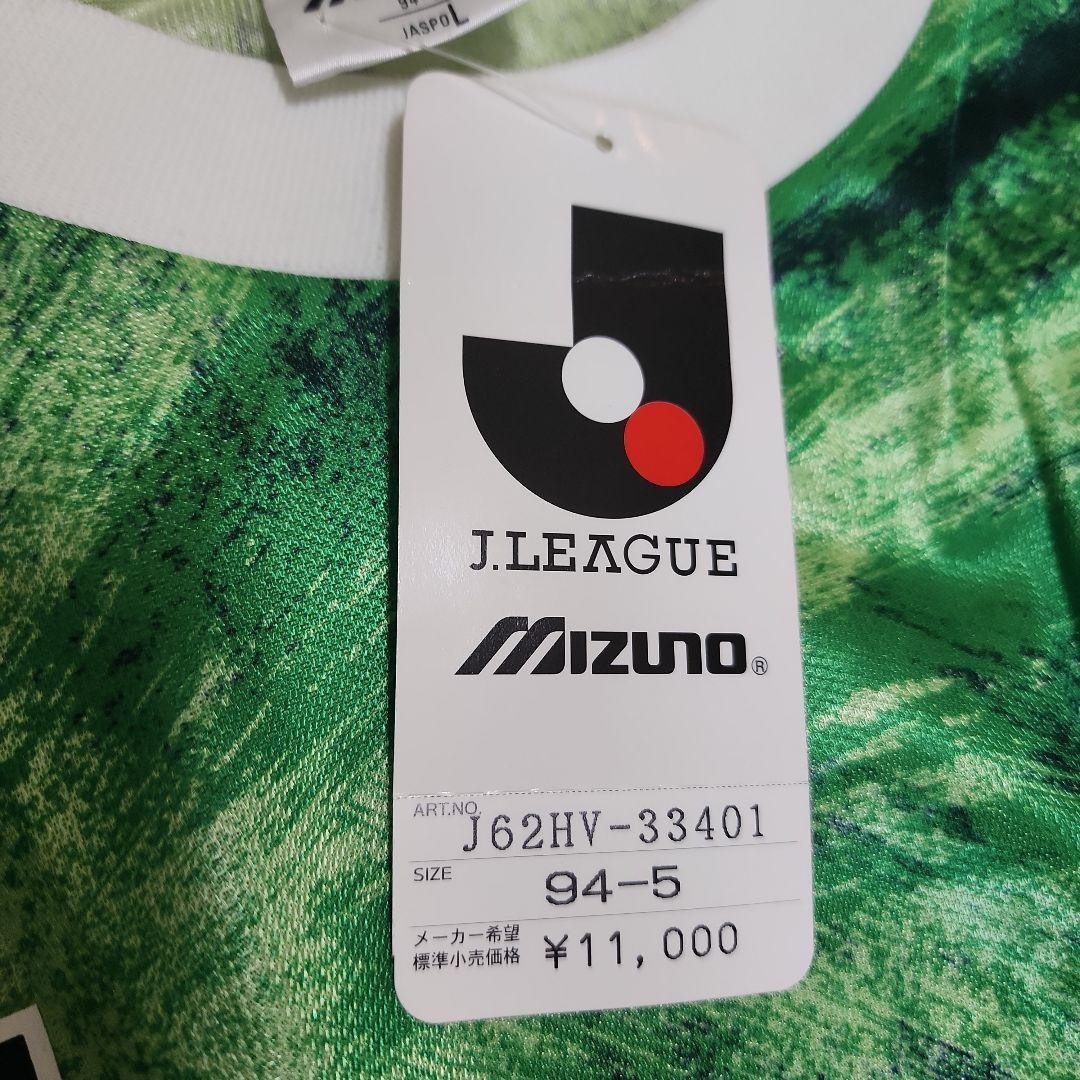 94
JASPO L
J.LEAGUE
MIZUNO®
ART.NO. J62HV-33401
SIZE 94-5
メーカー希望
標準小売価格 ¥11,000